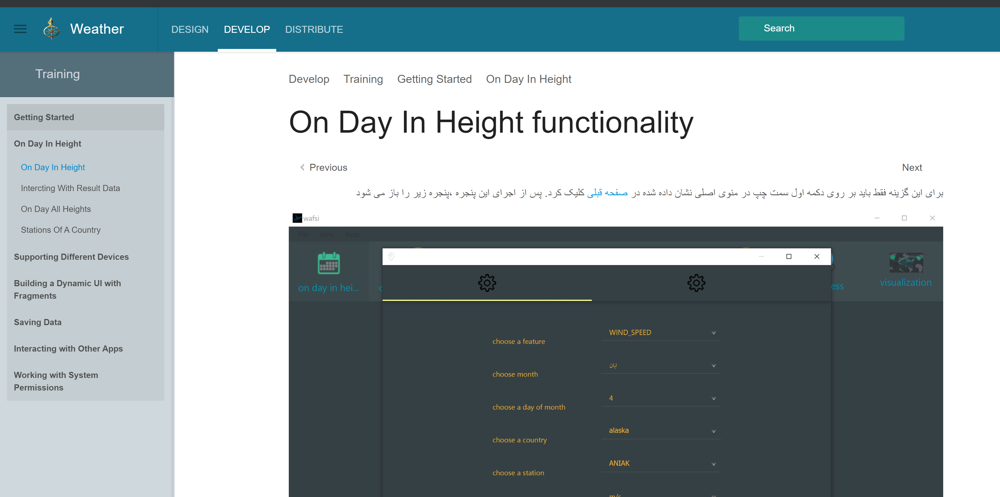 Weather
DESIGN DEVELOP DISTRIBUTE
Search
Training
Getting Started
On Day In Height
On Day In Height
Intercting With Result Data
On Day All Heights
Stations Of A Country
Supporting Different Devices
Building a Dynamic UI with
Fragments
Saving Data
Interacting with Other Apps
Working with System
Permissions
Develop Training Getting Started On Day In Height
On Day In Height functionality
Previous
Next
برای این گزینه فقط باید بر روی دکمه اول سمت چپ در منوی اصلی نشان داده شده در صفحه قبلی کلیک کرد. پس از اجرای این پنجره ،پنجره زیر را باز می شود
wafsi
File view Help
on day in hei...
visualization
choose a feature
WIND_SPEED
choose month
ابان
choose a day of month
4
choose a country
alaska
choose a station
ANIAK